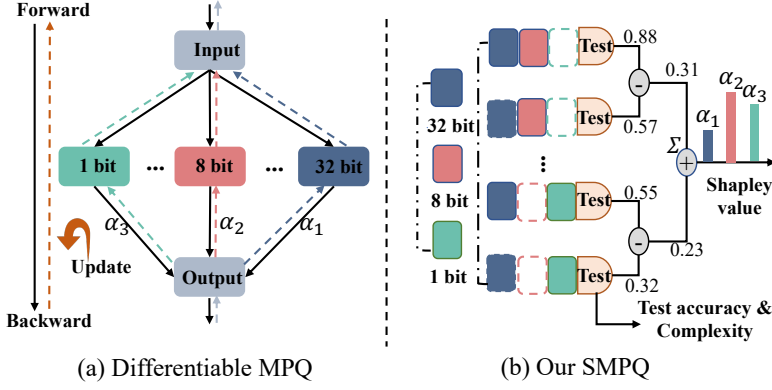 Forward
Input
1 bit
...
8 bit
...
32 bit
α₃
α₂
α₁
Update
Output
Backward
(a) Differentiable MPQ
32 bit
8 bit
1 bit
Test
0.88
-
0.31
Test
0.57
...
Test
0.55
-
0.23
Test
0.32
Σ
+
α₁
α₂
α₃
Shapley
value
Test accuracy &
Complexity
(b) Our SMPQ